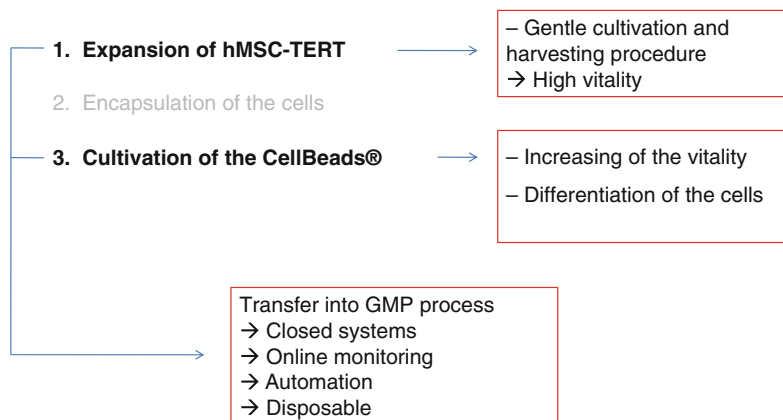 1. Expansion of hMSC-TERT
– Gentle cultivation and
harvesting procedure
→ High vitality
2. Encapsulation of the cells
3. Cultivation of the CellBeads®
– Increasing of the vitality
– Differentiation of the cells
Transfer into GMP process
→ Closed systems
→ Online monitoring
→ Automation
→ Disposable